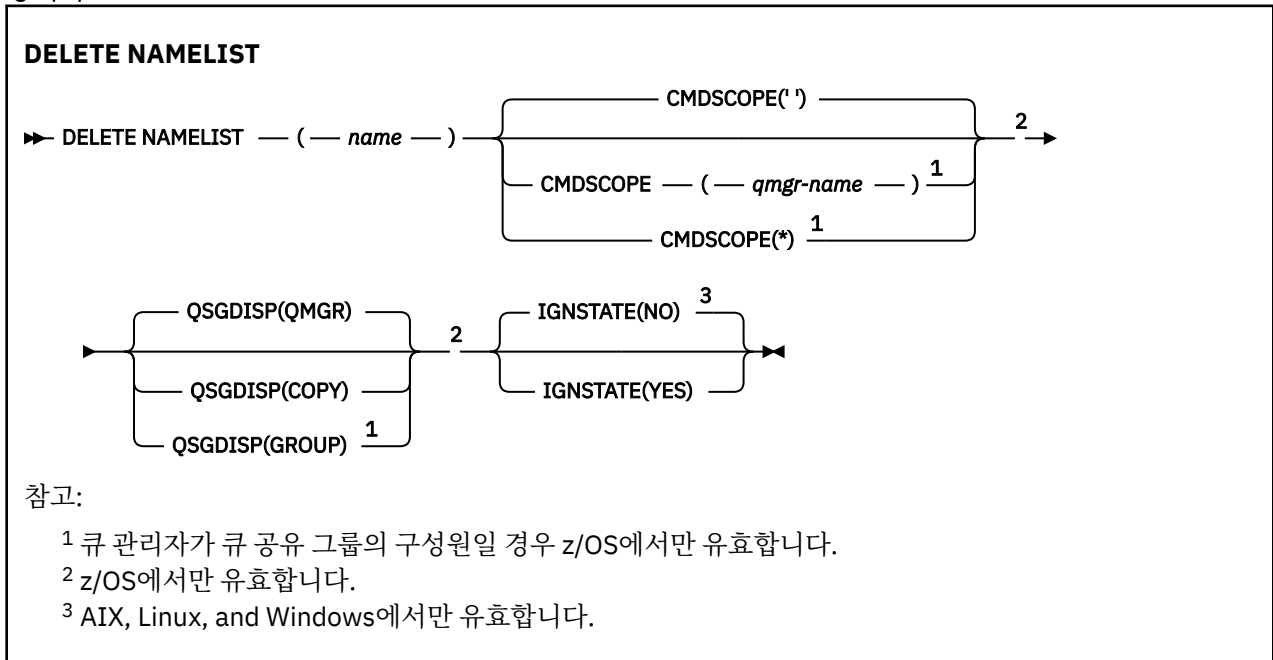 DELETE NAMELIST
CMDSCOPE(' ')
DELETE NAMELIST ( name ) 2
CMDSCOPE ( qmgr-name ) 1
CMDSCOPE(*) 1
QSGDISP(QMGR) IGNSTATE(NO) 3
2
QSGDISP(COPY) IGNSTATE(YES)
QSGDISP(GROUP) 1
참고:
1 큐 관리자가 큐 공유 그룹의 구성원일 경우 z/OS에서만 유효합니다.
2 z/OS에서만 유효합니다.
3 AIX, Linux, and Windows에서만 유효합니다.